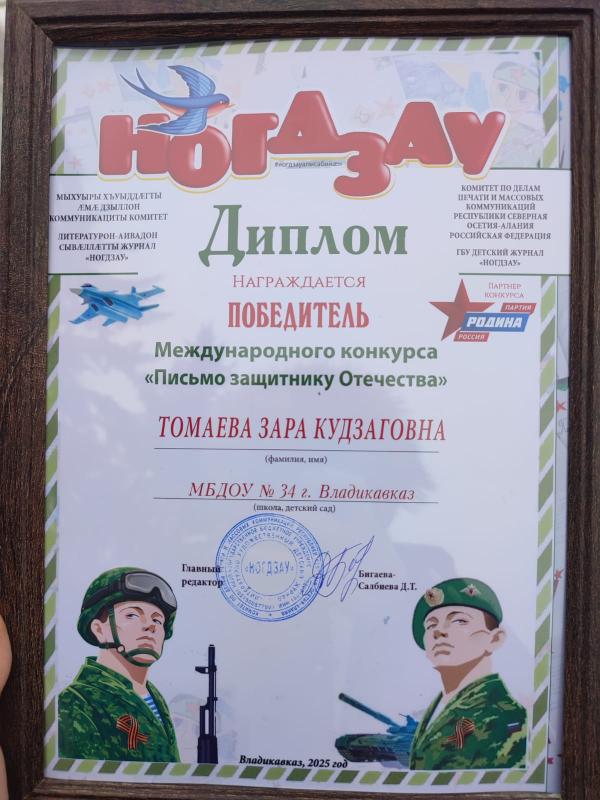 НОГДЗАУ
#ногдзауаписабинæн
МЫХУЫРЫ ХЪУЫДДÆГТЫ
ÆМÆ ДЗЫЛЛОН
КОММУНИКАЦИТЫ КОМИТЕТ
ЛИТЕРАТУРОН-АИВАДОН
СЫВÆЛЛÆТТЫ ЖУРНАЛ
«НОГДЗАУ»
КОМИТЕТ ПО ДЕЛАМ
ПЕЧАТИ И МАССОВЫХ
КОММУНИКАЦИЙ
РЕСПУБЛИКИ СЕВЕРНАЯ
ОСЕТИЯ-АЛАНИЯ
РОССИЙСКАЯ ФЕДЕРАЦИЯ
ГБУ ДЕТСКИЙ ЖУРНАЛ
«НОГДЗАУ»
Диплом
НАГРАЖДАЕТСЯ
ПОБЕДИТЕЛЬ
ПАРТНЕР
КОНКУРСА
ПАРТИЯ
РОДИНА
РОССИЯ
Международного конкурса
«Письмо защитнику Отечества»
ТОМАЕВА ЗАРА КУДЗАГОВНА
(фамилия, имя)
МБДОУ № 34 г. Владикавказ
(школа, детский сад)
Главный
редактор
«НОГДЗАУ»
Бигаева-
Салбиева Д.Т.
Владикавказ, 2025 год